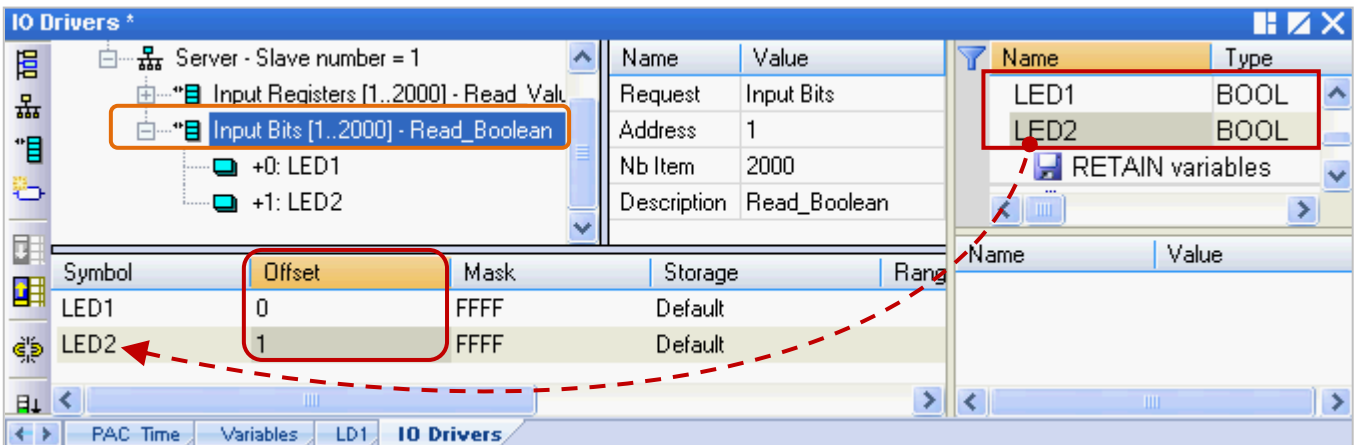 IO Drivers *
Server - Slave number = 1
Input Registers [1..2000] - Read_Valu
Input Bits [1..2000] - Read_Boolean
+0: LED1
+1: LED2
Name Value
Request Input Bits
Address 1
Nb Item 2000
Description Read_Boolean
Name Type
LED1 BOOL
LED2 BOOL
RETAIN variables
Symbol Offset Mask Storage Rang
LED1 0 FFFF Default
LED2 1 FFFF Default
Name Value
PAC Time Variables LD1 IO Drivers